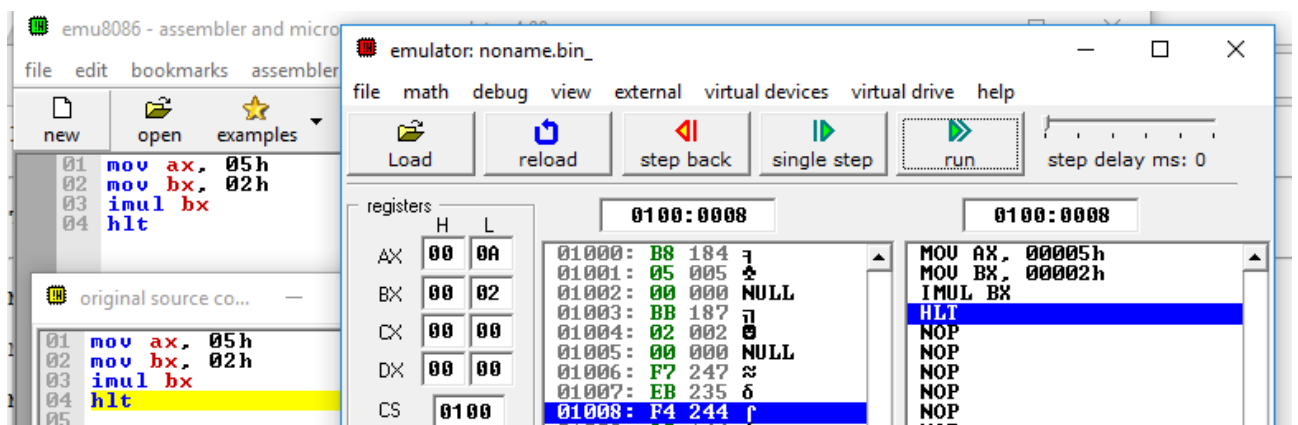 emu8086 - assembler and micro
file edit bookmarks assembler
new open examples
01 mov ax, 05h
02 mov bx, 02h
03 imul bx
04 hlt
original source co...
01 mov ax, 05h
02 mov bx, 02h
03 imul bx
04 hlt
05
emulator: noname.bin_
file math debug view external virtual devices virtual drive help
Load reload step back single step run step delay ms: 0
registers
H L
AX 00 0A
BX 00 02
CX 00 00
DX 00 00
CS 0100
0100:0008
01000: B8 184 ╕
01001: 05 005 ♣
01002: 00 000 NULL
01003: BB 187 ╗
01004: 02 002 ☻
01005: 00 000 NULL
01006: F7 247 ≈
01007: EB 235 δ
01008: F4 244 ⌠
0100:0008
MOV AX, 00005h
MOV BX, 00002h
IMUL BX
HLT
NOP
NOP
NOP
NOP
NOP